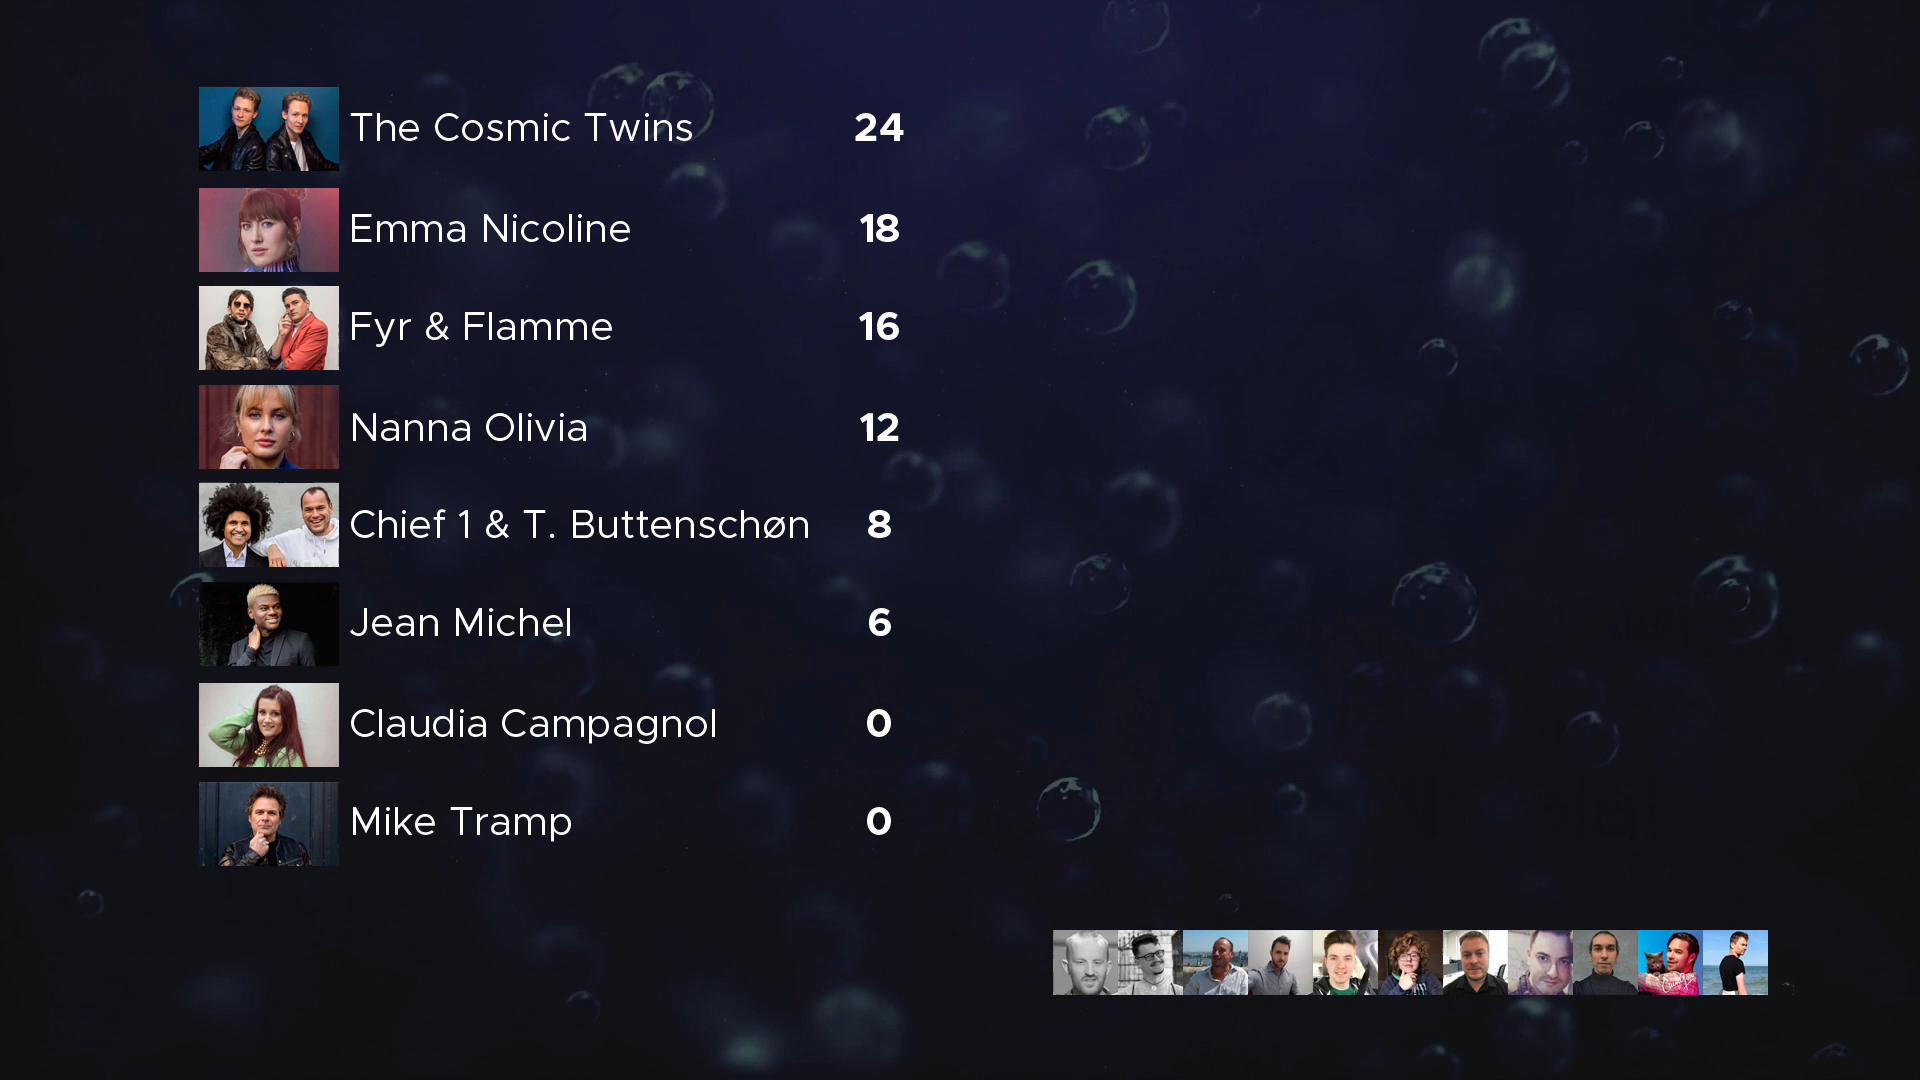 The Cosmic Twins 24
Emma Nicoline 18
Fyr & Flamme 16
Nanna Olivia 12
Chief 1 & T. Buttenschøn 8
Jean Michel 6
Claudia Campagnol 0
Mike Tramp 0